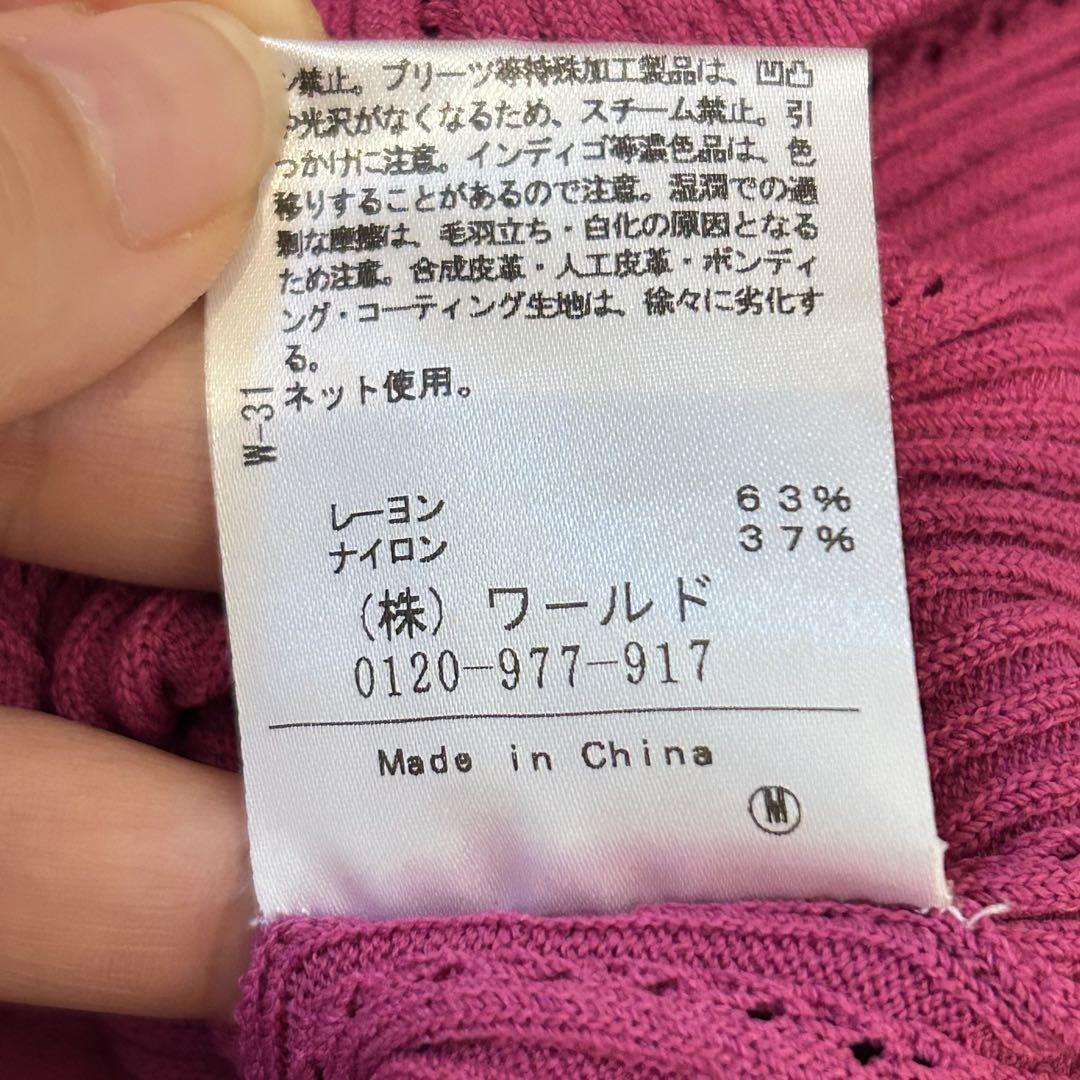 ン禁止。プリーツ等特殊加工製品は、凹凸
や光沢がなくなるため、スチーム禁止。引
っかけに注意。インディゴ等濃色品は、色
移りすることがあるので注意。湿潤での過
剰な摩擦は、毛羽立ち・白化の原因となる
ため注意。合成皮革・人工皮革・ボンディ
ング・コーティング生地は、徐々に劣化す
る。
ネット使用。
W-31
レーヨン 63%
ナイロン 37%
(株) ワールド
0120-977-917
Made in China
M